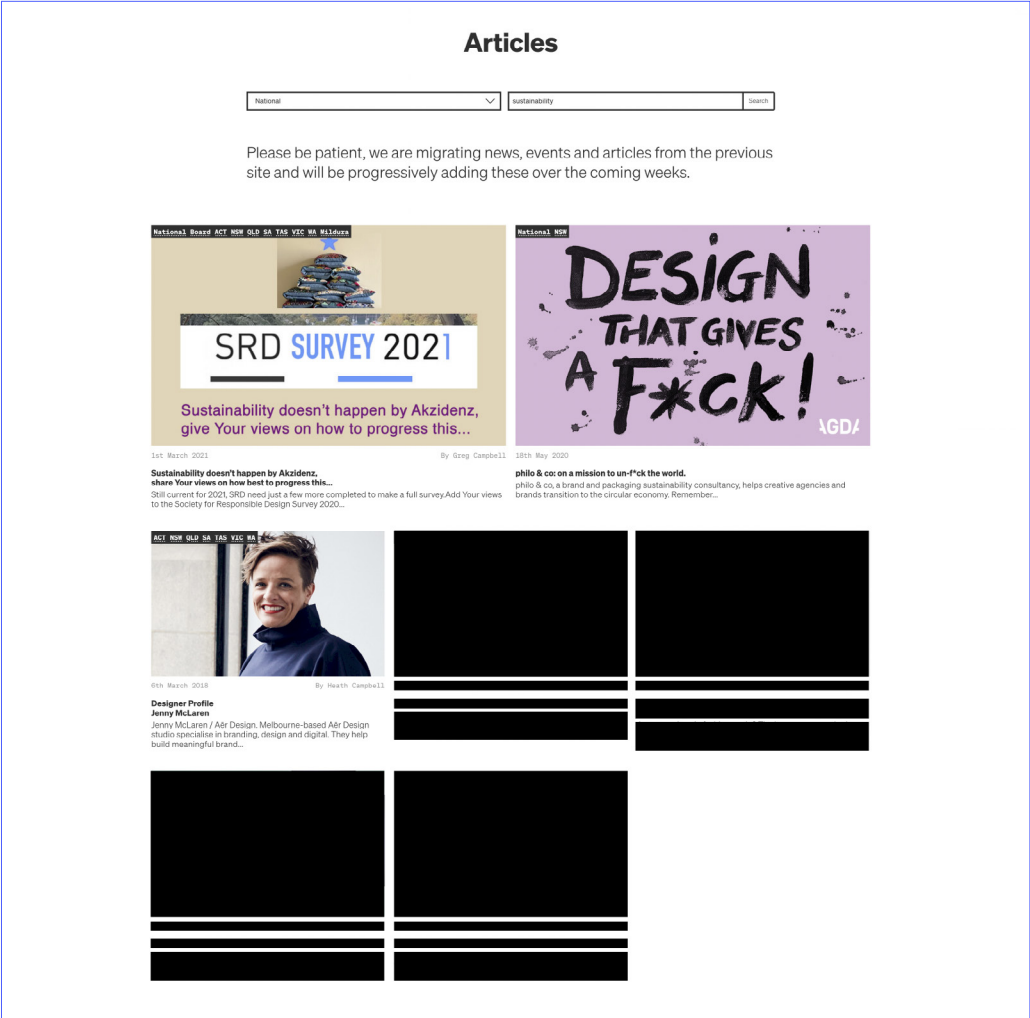 Articles
National
sustainability
Search
Please be patient, we are migrating news, events and articles from the previous
site and will be progressively adding these over the coming weeks.
National Board ACT NSW QLD SA TAS VIC WA Mildura
SRD SURVEY 2021
Sustainability doesn't happen by Akzidenz,
give Your views on how to progress this...
1st March 2021
By Greg Campbell
Sustainability doesn't happen by Akzidenz,
share Your views on how best to progress this...
Still current for 2021, SRD need just a few more completed to make a full survey.Add Your views
to the Society for Responsible Design Survey 2020...
National NSW
DESIGN
THAT GIVES
A F*CK!
AGDA
18th May 2020
philo & co: on a mission to un-f*ck the world.
philo & co, a brand and packaging sustainability consultancy, helps creative agencies and
brands transition to the circular economy. Remember...
ACT NSW QLD SA TAS VIC WA
6th March 2018
By Heath Campbell
Designer Profile
Jenny McLaren
Jenny McLaren / Aër Design. Melbourne-based Aër Design
studio specialise in branding, design and digital. They help
build meaningful brand...